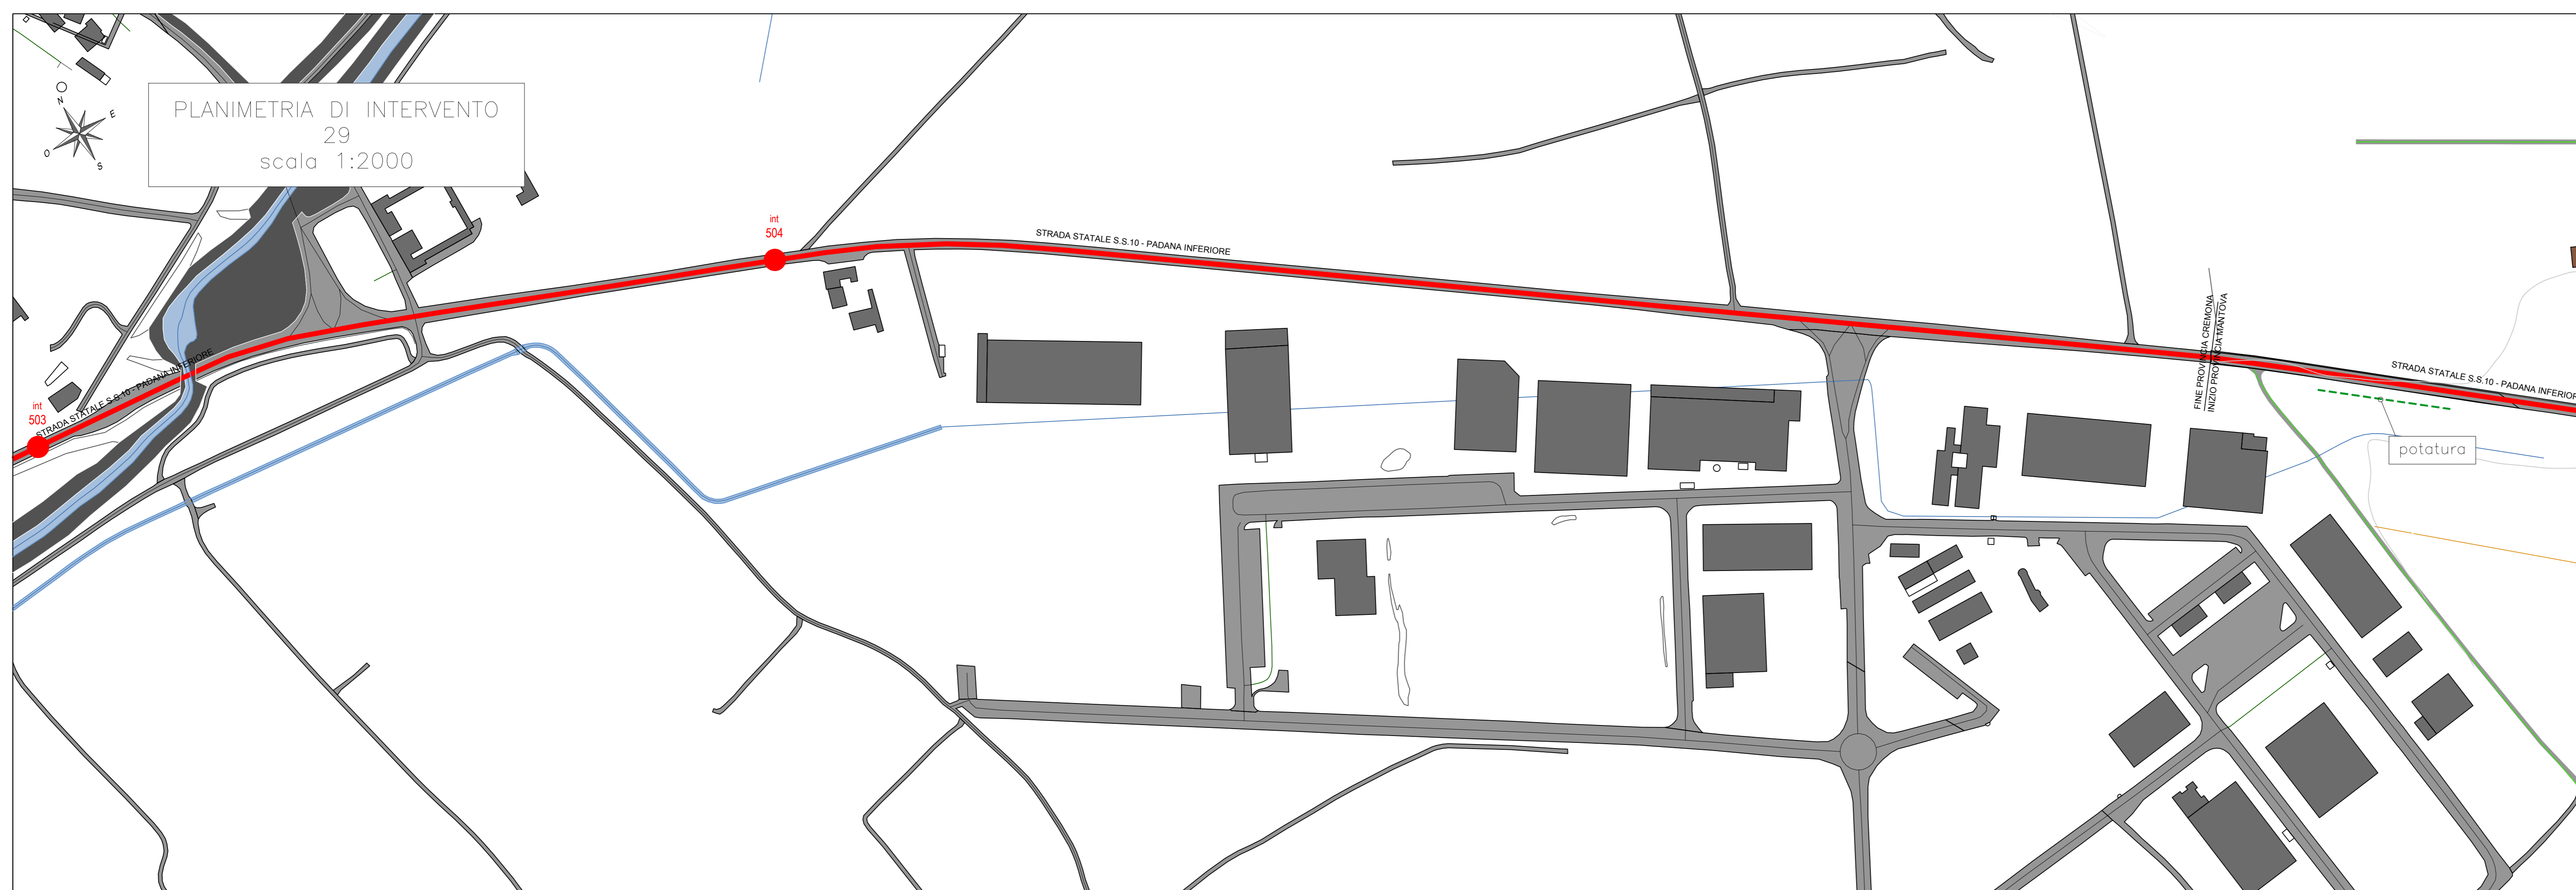 PLANIMETRIA DI INTERVENTO
29
scala 1:2000
N
E
O
S
int
503
int
504
STRADA STATALE S.S.10 - PADANA INFERIORE
STRADA STATALE S.S.10 - PADANA INFERIORE
FINE PROVINCIA CREMONA
INIZIO PROVINCIA MANTOVA
STRADA STATALE S.S.10 - PADANA INFERIOR
potatura